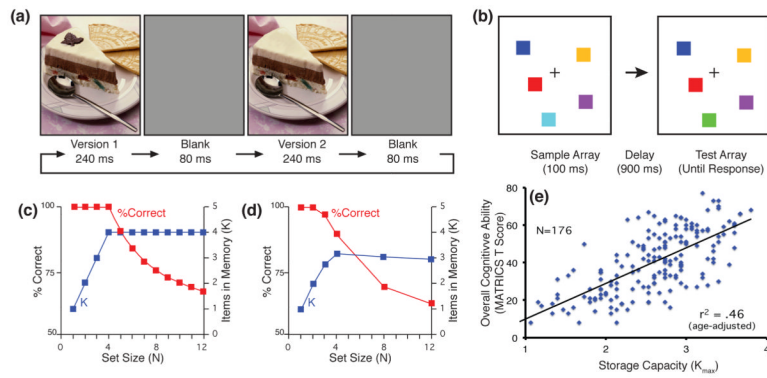 (a)
Version 1
240 ms
Blank
80 ms
Version 2
240 ms
Blank
80 ms
(b)
Sample Array
(100 ms)
Delay
(900 ms)
Test Array
(Until Response)
(c)
100
75
50
% Correct
%Correct
K
5
4
3
2
1
0
Items in Memory (K)
0
4
8
12
Set Size (N)
(d)
100
75
50
% Correct
%Correct
K
5
4
3
2
1
0
Items in Memory (K)
0
4
8
12
Set Size (N)
(e)
80
60
40
20
0
Overall Cognitivve Ability
(MATRICS T Score)
N=176
r² = .46
(age-adjusted)
1
2
3
4
Storage Capacity (Kmax)